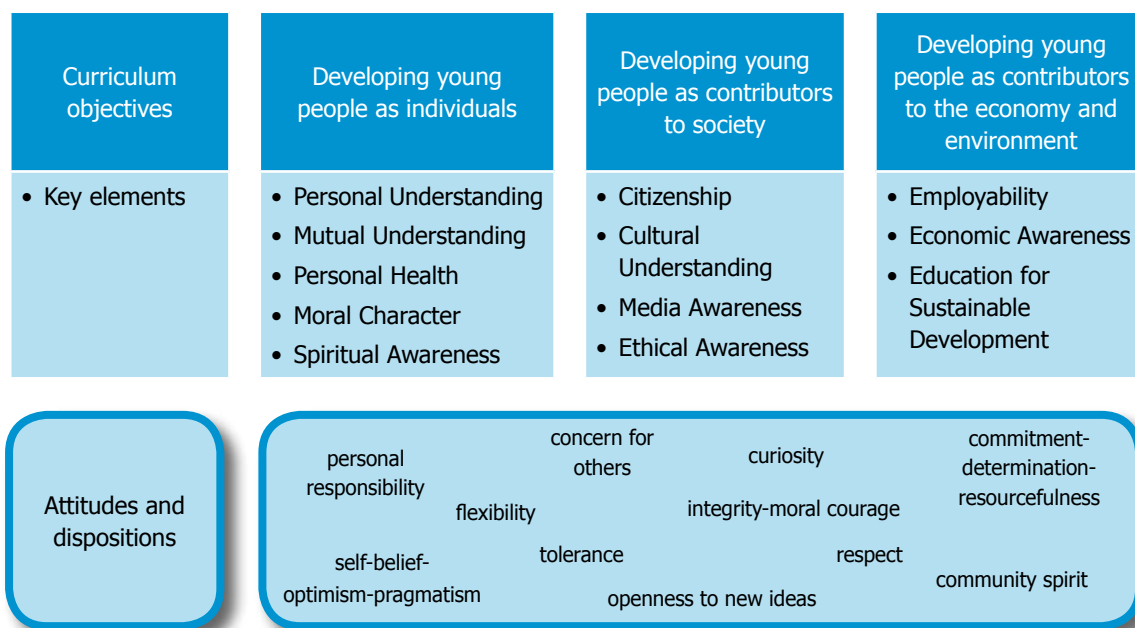 Curriculum
objectives
Developing young
people as individuals
Developing young
people as contributors
to society
Developing young
people as contributors
to the economy and
environment
• Key elements
• Personal Understanding
• Mutual Understanding
• Personal Health
• Moral Character
• Spiritual Awareness
• Citizenship
• Cultural
Understanding
• Media Awareness
• Ethical Awareness
• Employability
• Economic Awareness
• Education for
Sustainable
Development
Attitudes and
dispositions
personal
responsibility
concern for
others
curiosity
commitment-
determination-
resourcefulness
flexibility
integrity-moral courage
self-belief-
optimism-pragmatism
tolerance
respect
community spirit
openness to new ideas